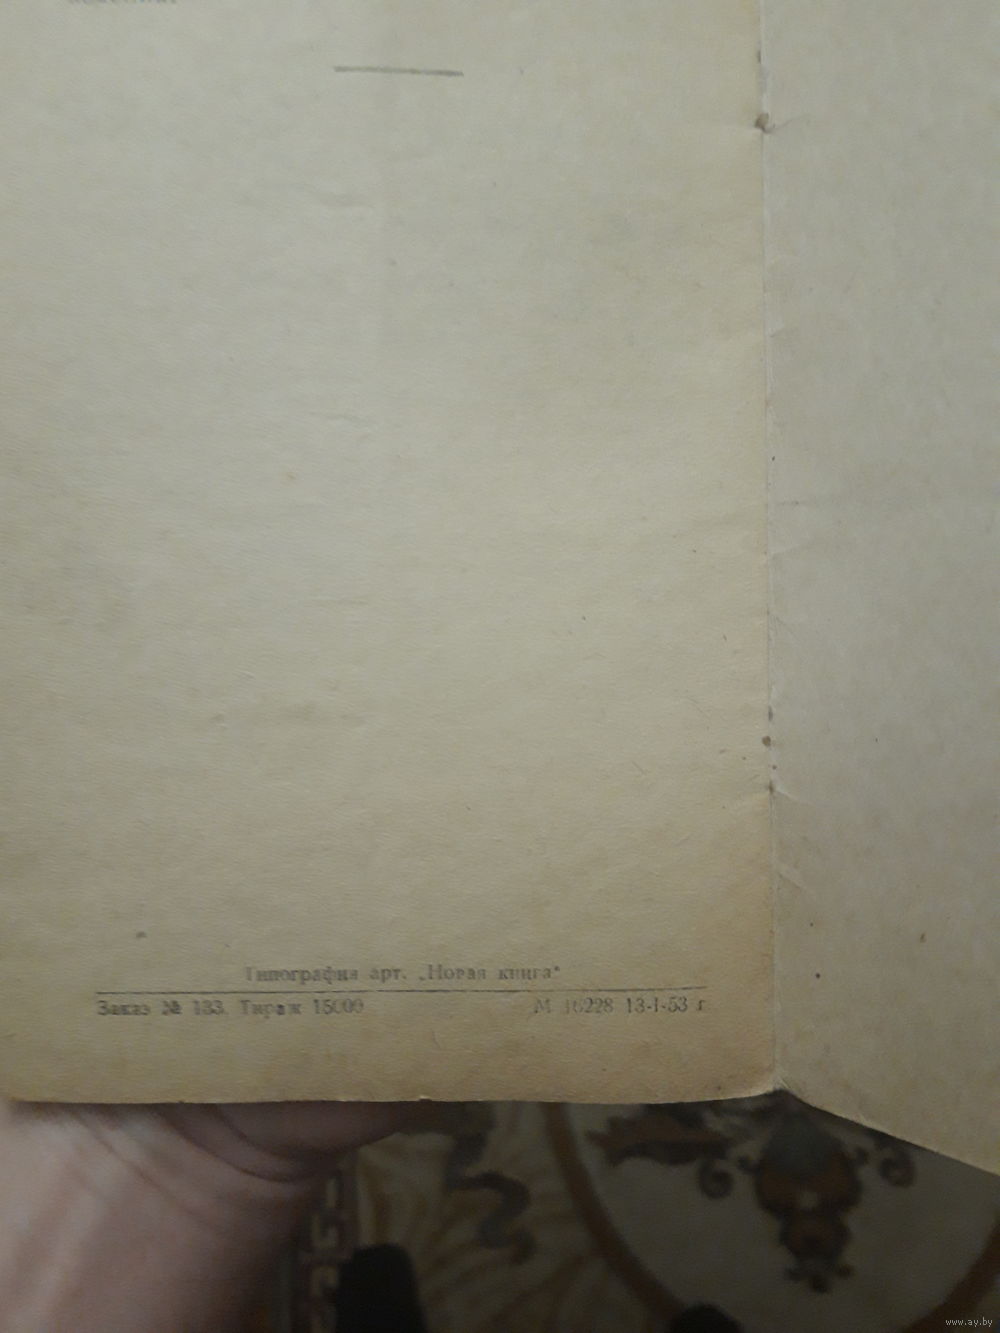 Типография арт. „Новая книга"
Заказ № 133. Тираж 15000 М 16228 13-I-53 г
www.ay.by